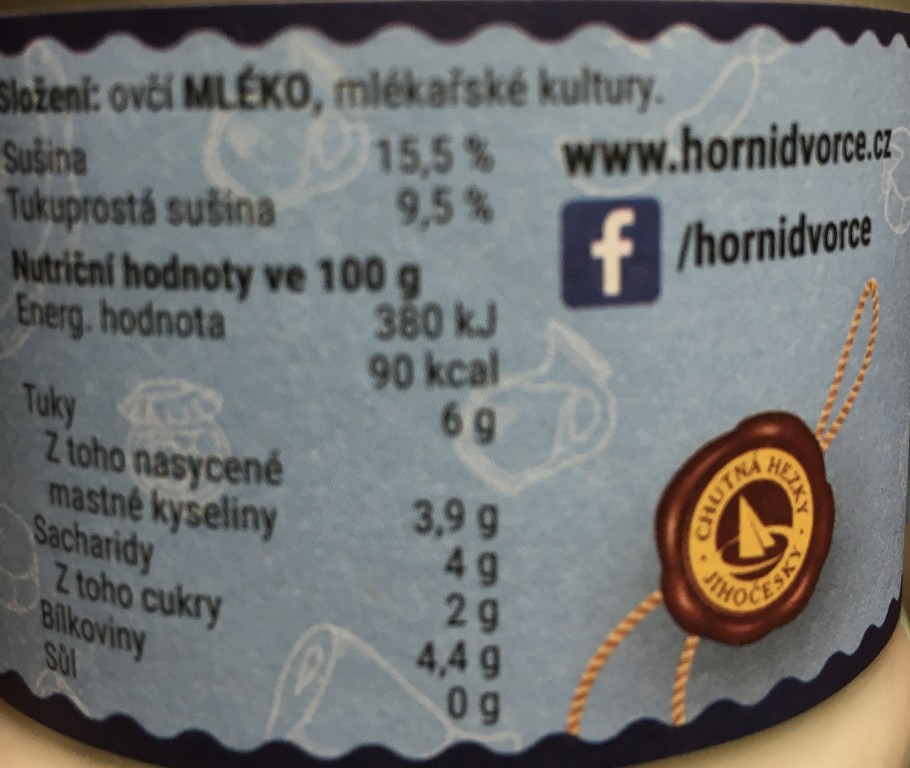 Složení: ovčí MLÉKO, mlékařské kultury.
Sušina 15,5 %
Tukuprostá sušina 9,5 %
www.hornidvorce.cz
f /hornidvorce
Nutriční hodnoty ve 100 g
Energ. hodnota 380 kJ
90 kcal
Tuky 6 g
Z toho nasycené
mastné kyseliny 3,9 g
Sacharidy 4 g
Z toho cukry 2 g
Bílkoviny 4,4 g
Sůl 0 g
CHUTNÁ HEZKY · JIHOČESKY ·